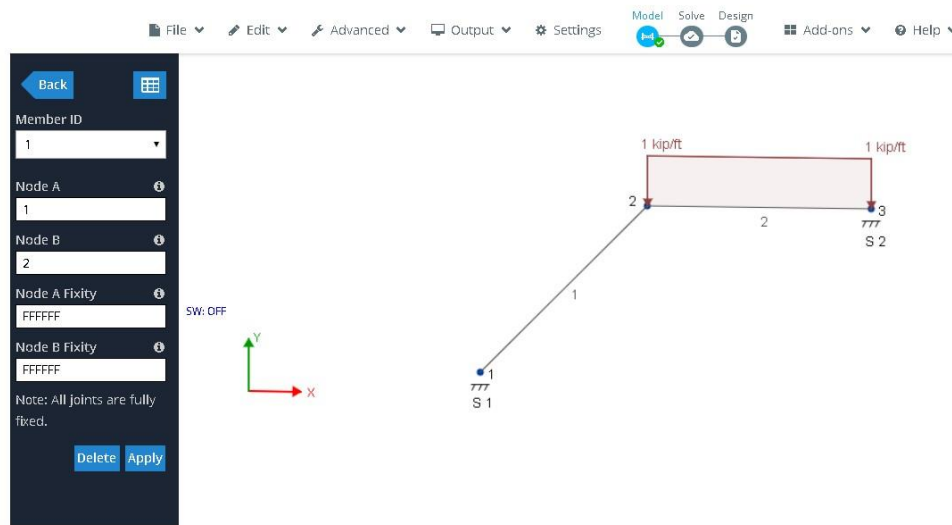 File Edit Advanced Output Settings Model Solve Design Add-ons Help
Back
Member ID
1
Node A
1
Node B
2
Node A Fixity
FFFFFF
Node B Fixity
FFFFFF
Note: All joints are fully
fixed.
Delete Apply
SW: OFF
Y
X
1 kip/ft
1 kip/ft
2
3
2
S 2
1
1
S 1